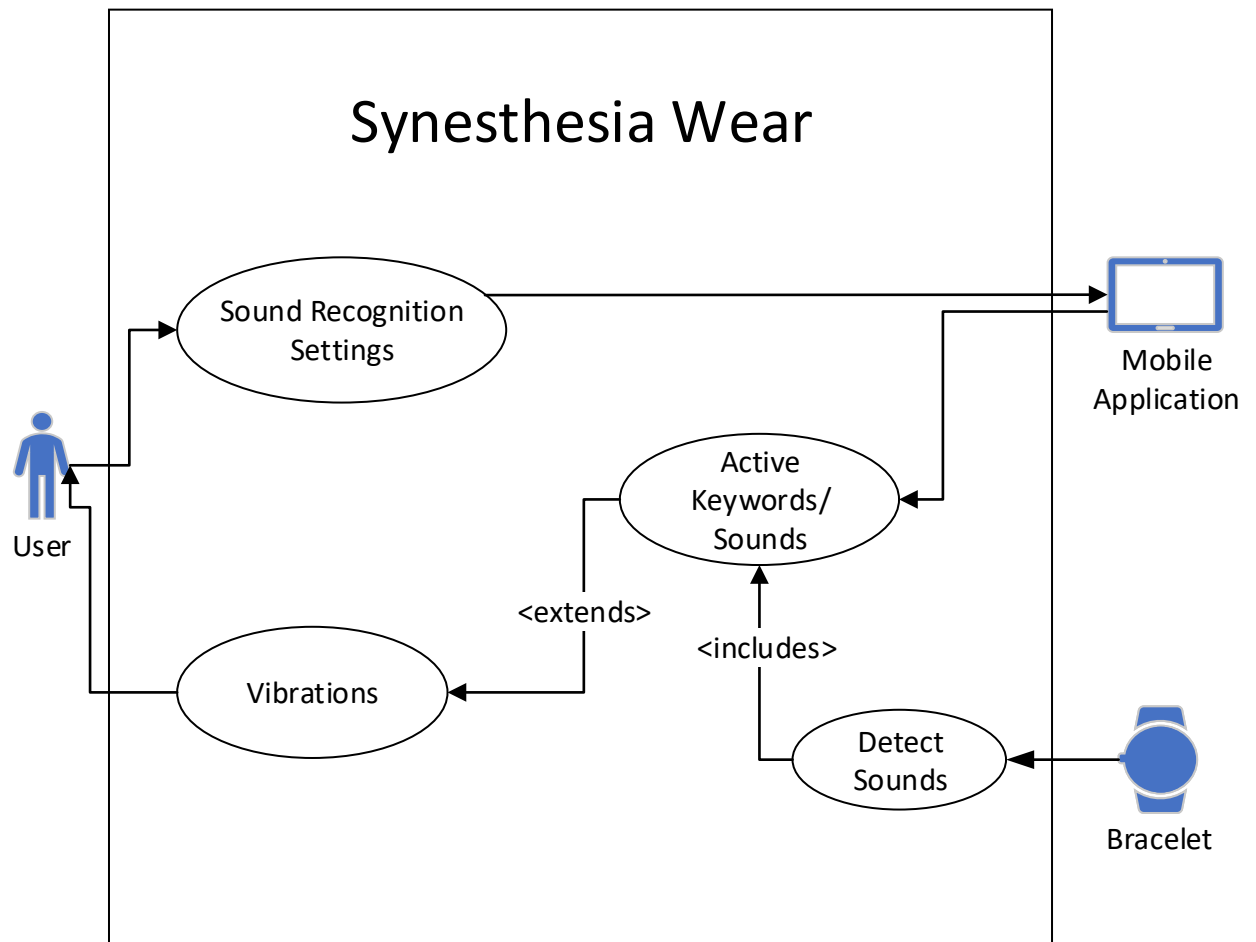 Synesthesia Wear
Sound Recognition
Settings
Mobile
Application
Active
Keywords/
Sounds
User
<extends>
<includes>
Vibrations
Detect
Sounds
Bracelet